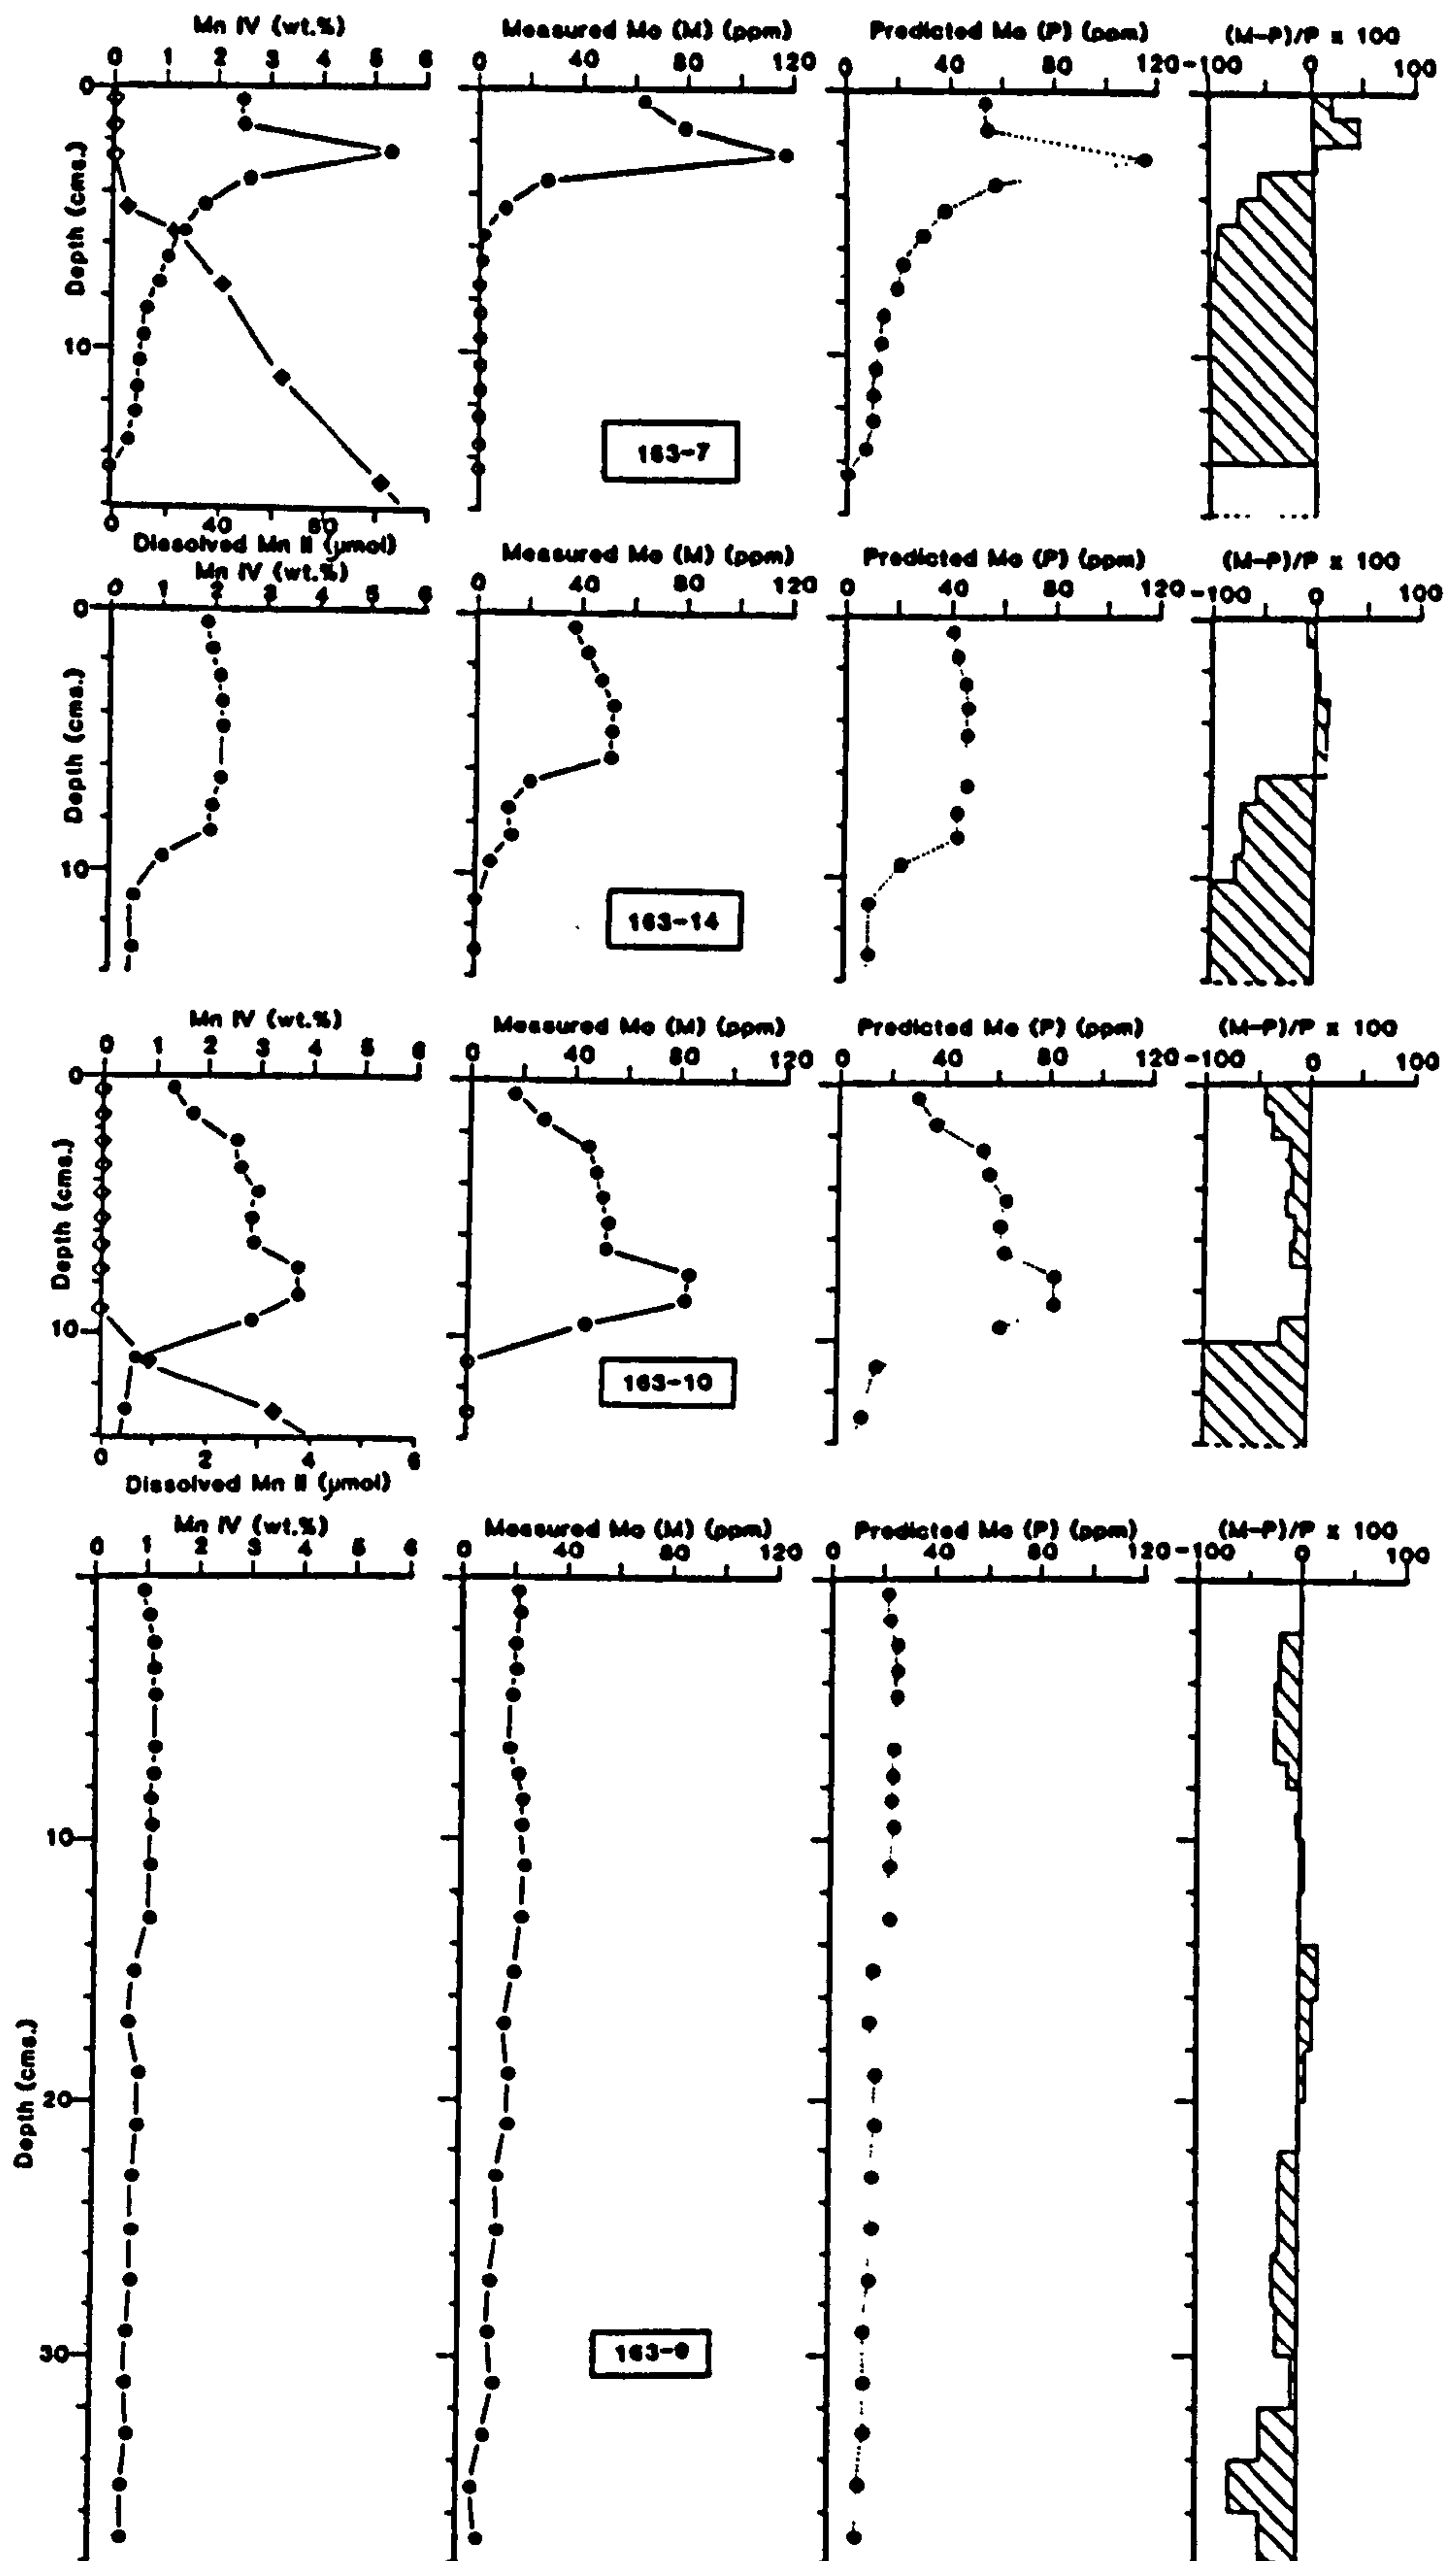 Mn IV (wt.%) Measured Mo (M) (ppm) Predicted Mo (P) (ppm) (M-P)/P x 100
0 1 2 3 4 5 6 0 40 80 120 0 40 80 120 -100 0 100
0
Depth (cms.)
10
163-7
0 40 80
Dissolved Mn II (µmol)
Mn IV (wt.%) Measured Mo (M) (ppm) Predicted Mo (P) (ppm) (M-P)/P x 100
0 1 2 3 4 5 6 0 40 80 120 0 40 80 120 -100 0 100
0
Depth (cms.)
10
163-14
Mn IV (wt.%) Measured Mo (M) (ppm) Predicted Mo (P) (ppm) (M-P)/P x 100
0 1 2 3 4 5 6 0 40 80 120 0 40 80 120 -100 0 100
0
Depth (cms.)
10
163-10
0 2 4 6
Dissolved Mn II (µmol)
Mn IV (wt.%) Measured Mo (M) (ppm) Predicted Mo (P) (ppm) (M-P)/P x 100
0 1 2 3 4 5 6 0 40 80 120 0 40 80 120 -100 0 100
10
Depth (cms.)
20
30